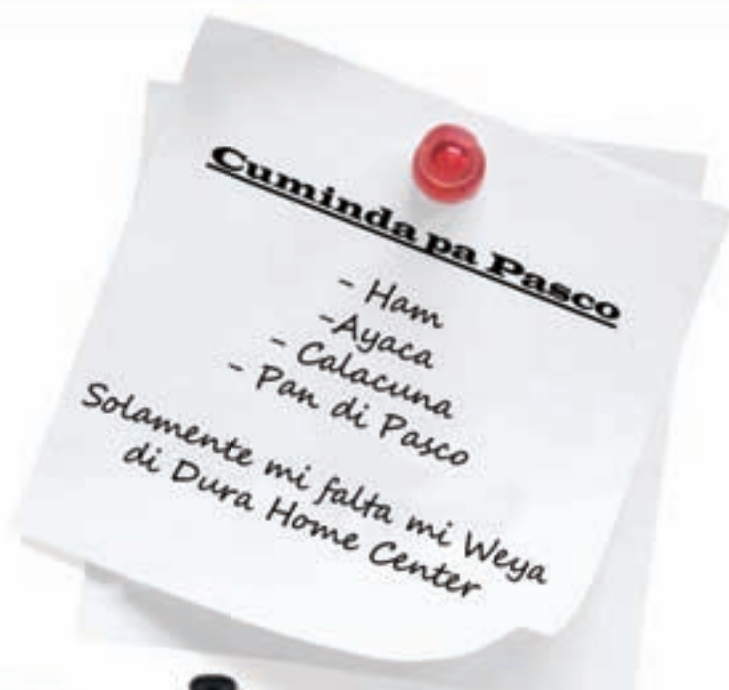 Cuminda pa Pasco
- Ham
-Ayaca
- Calacuna
- Pan di Pasco
Solamente mi falta mi Weya
di Dura Home Center